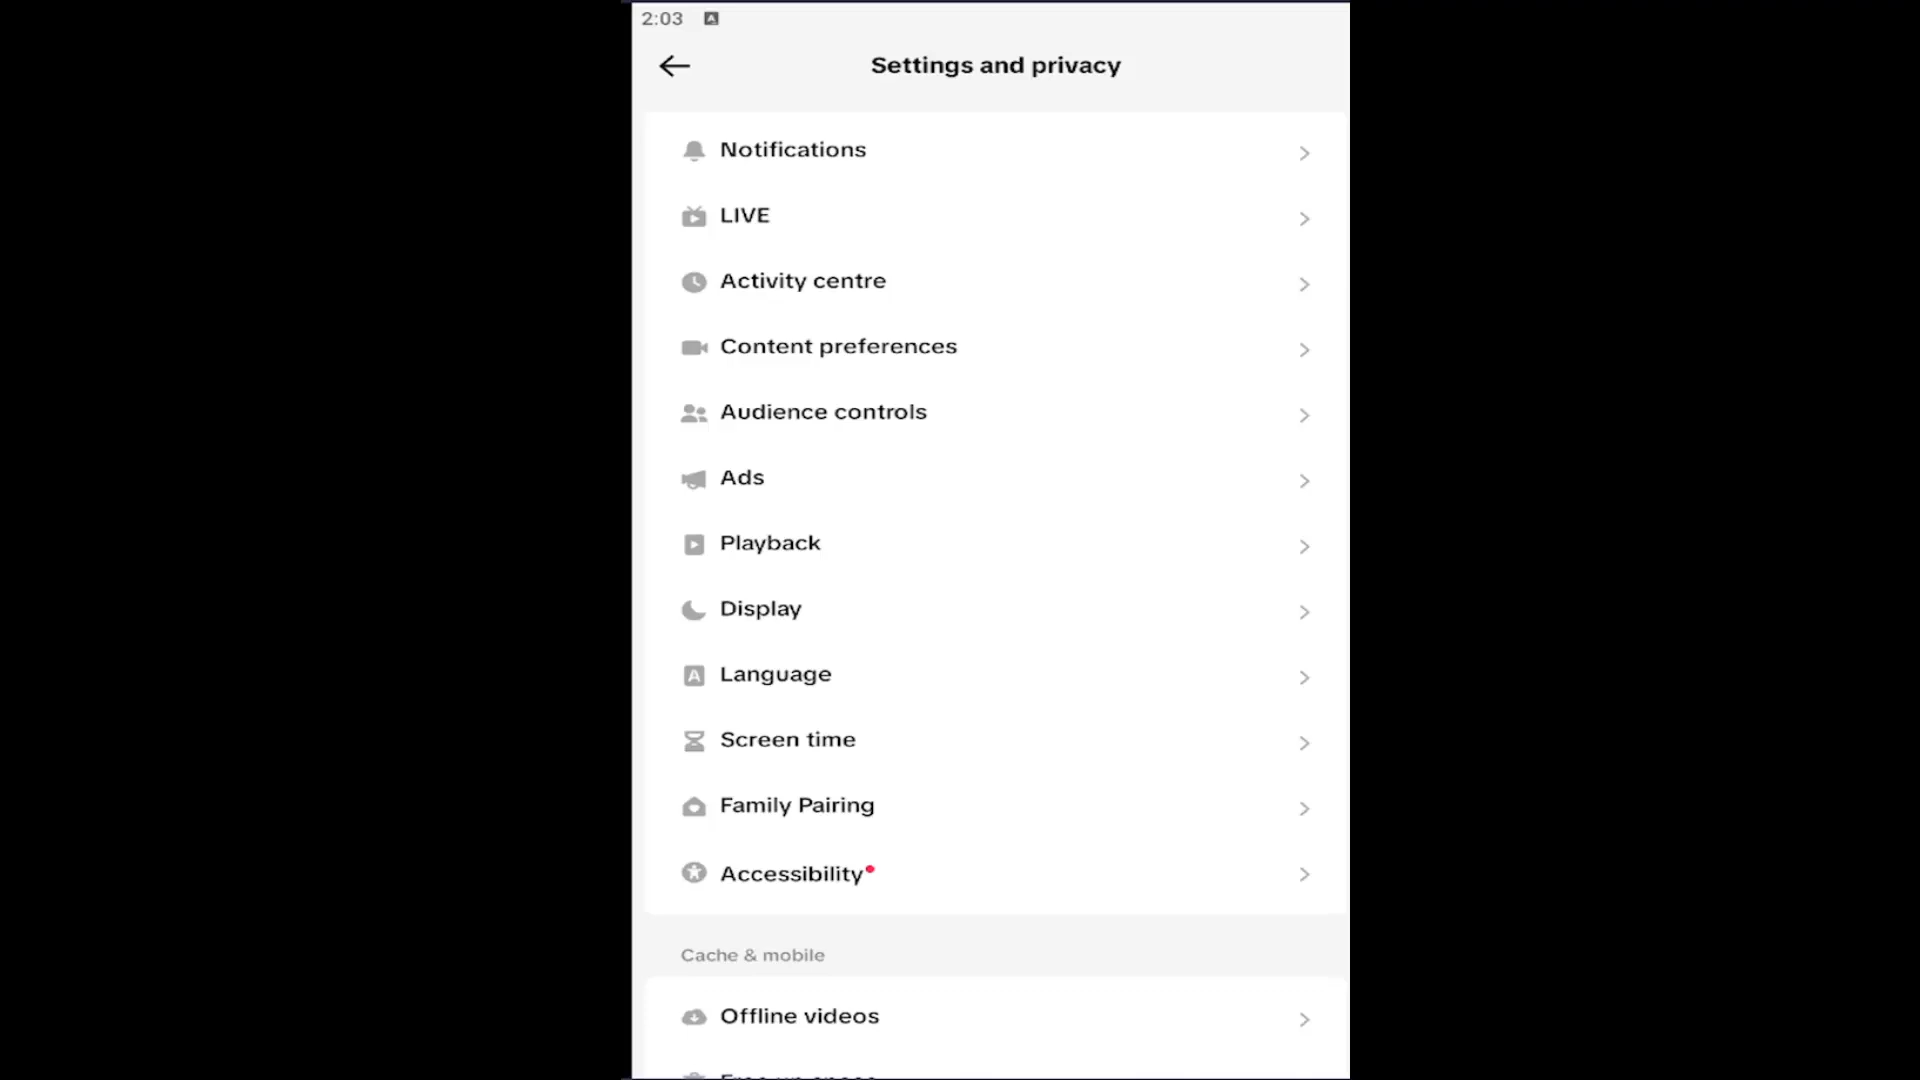 2:03 A
Settings and privacy
Notifications
LIVE
Activity centre
Content preferences
Audience controls
Ads
Playback
Display
A Language
Screen time
Family Pairing
Accessibility
Cache & mobile
Offline videos